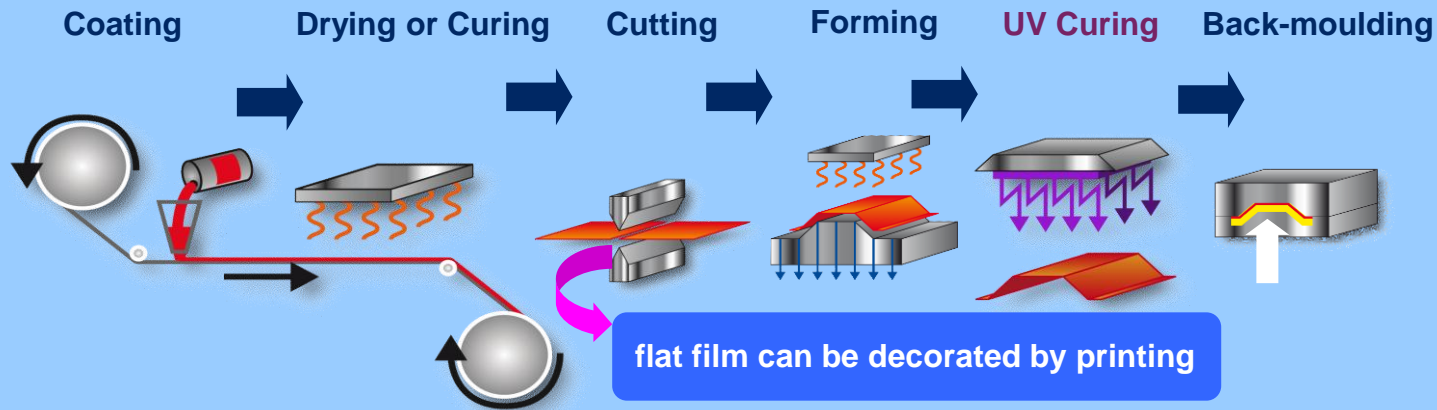 Coating
Drying or Curing
Cutting
Forming
UV Curing
Back-moulding
flat film can be decorated by printing